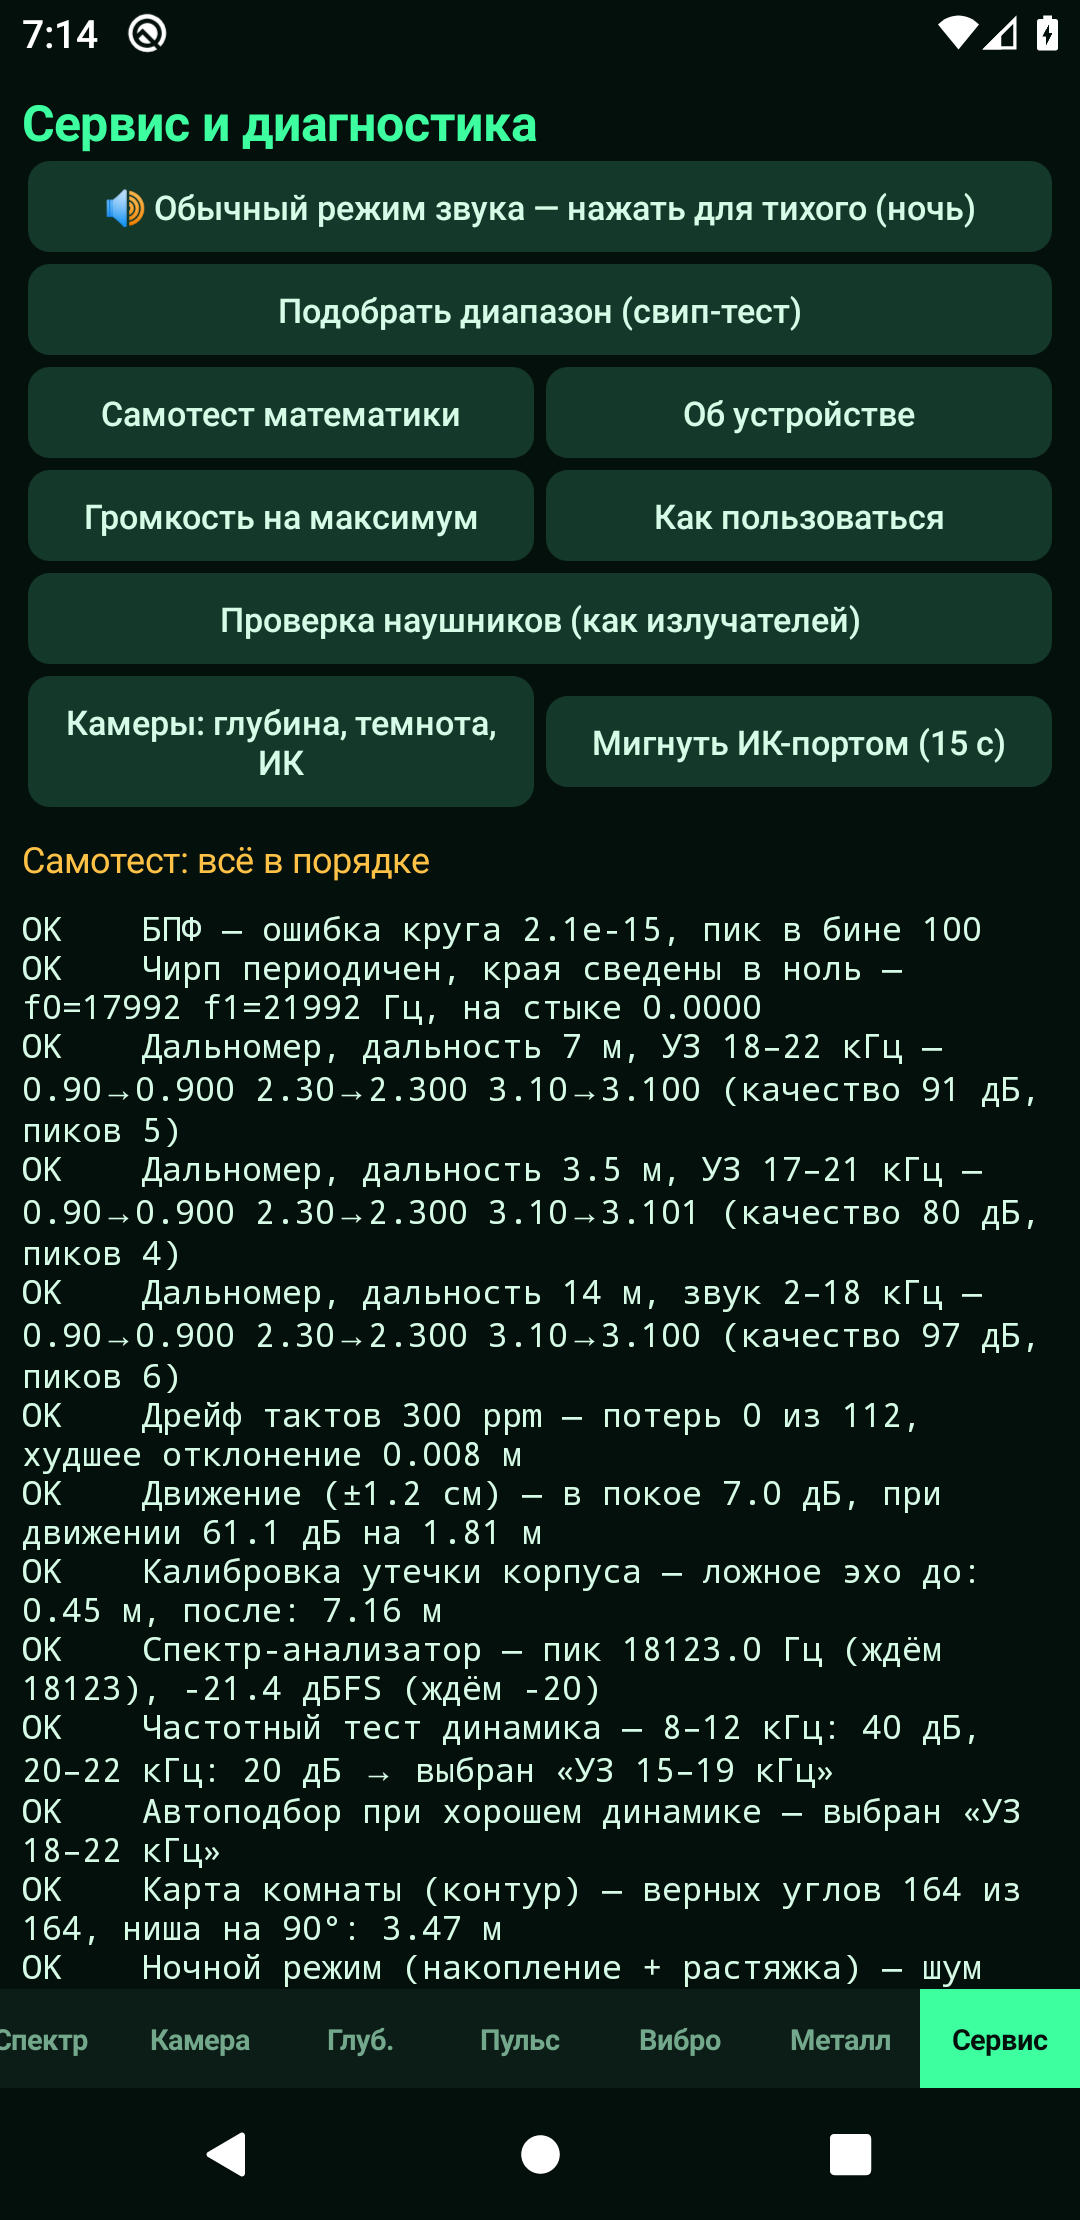 7:14
Сервис и диагностика
🔊 Обычный режим звука — нажать для тихого (ночь)
Подобрать диапазон (свип-тест)
Самотест математики
Об устройстве
Громкость на максимум
Как пользоваться
Проверка наушников (как излучателей)
Камеры: глубина, темнота,
ИК
Мигнуть ИК-портом (15 с)
Самотест: всё в порядке
OK    БПФ — ошибка круга 2.1e-15, пик в бине 100
OK    Чирп периодичен, края сведены в ноль —
f0=17992 f1=21992 Гц, на стыке 0.0000
OK    Дальномер, дальность 7 м, УЗ 18–22 кГц —
0.90→0.900 2.30→2.300 3.10→3.100 (качество 91 дБ,
пиков 5)
OK    Дальномер, дальность 3.5 м, УЗ 17–21 кГц —
0.90→0.900 2.30→2.300 3.10→3.101 (качество 80 дБ,
пиков 4)
OK    Дальномер, дальность 14 м, звук 2–18 кГц —
0.90→0.900 2.30→2.300 3.10→3.100 (качество 97 дБ,
пиков 6)
OK    Дрейф тактов 300 ppm — потерь 0 из 112,
худшее отклонение 0.008 м
OK    Движение (±1.2 см) — в покое 7.0 дБ, при
движении 61.1 дБ на 1.81 м
OK    Калибровка утечки корпуса — ложное эхо до:
0.45 м, после: 7.16 м
OK    Спектр-анализатор — пик 18123.0 Гц (ждём
18123), -21.4 дБFS (ждём -20)
OK    Частотный тест динамика — 8–12 кГц: 40 дБ,
20–22 кГц: 20 дБ → выбран «УЗ 15–19 кГц»
OK    Автоподбор при хорошем динамике — выбран «УЗ
18–22 кГц»
OK    Карта комнаты (контур) — верных углов 164 из
164, ниша на 90°: 3.47 м
OK    Ночной режим (накопление + растяжка) — шум
Спектр
Камера
Глуб.
Пульс
Вибро
Металл
Сервис